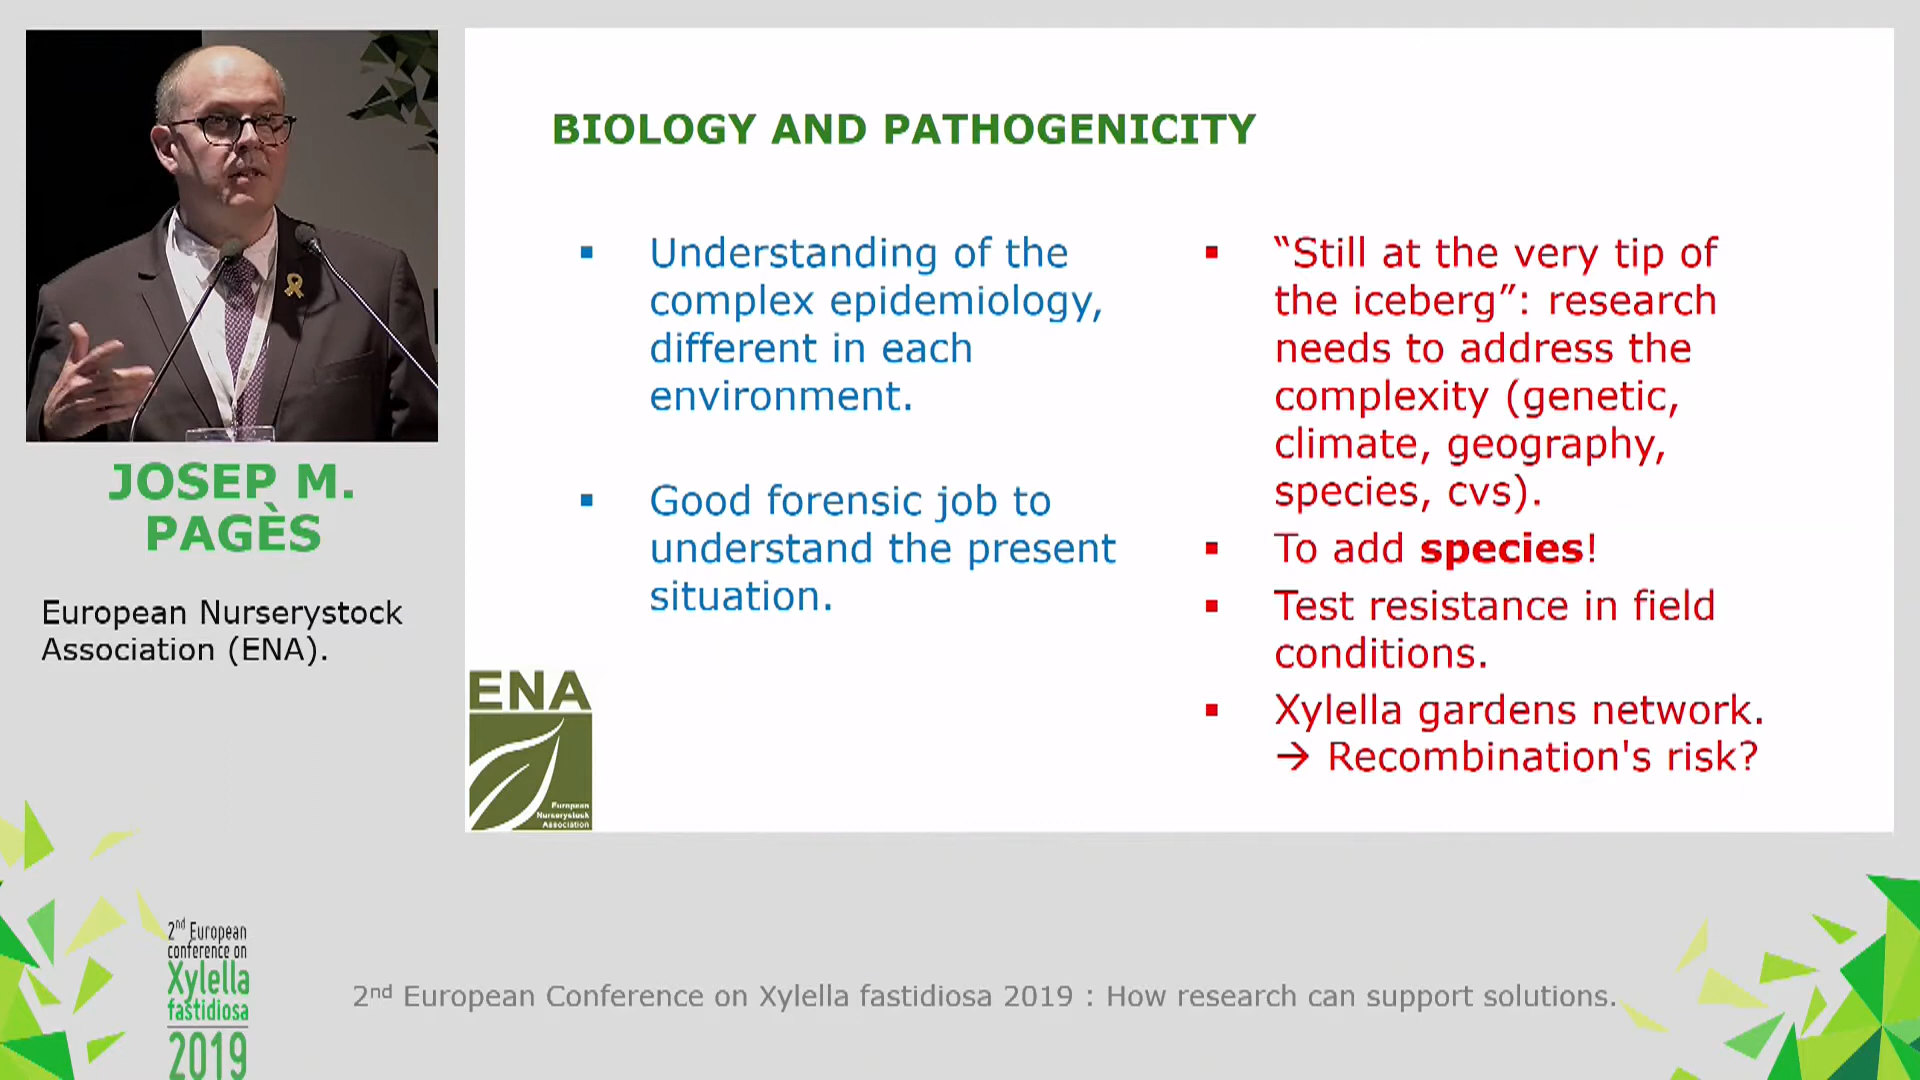 BIOLOGY AND PATHOGENICITY
▪ Understanding of the
complex epidemiology,
different in each
environment.
▪ Good forensic job to
understand the present
situation.
▪ “Still at the very tip of
the iceberg”: research
needs to address the
complexity (genetic,
climate, geography,
species, cvs).
▪ To add species!
▪ Test resistance in field
conditions.
▪ Xylella gardens network.
→ Recombination's risk?
ENA
European
Nurserystock
Association
JOSEP M.
PAGÈS
European Nurserystock
Association (ENA).
2nd European
conference on
Xylella
fastidiosa
2019
2nd European Conference on Xylella fastidiosa 2019 : How research can support solutions.